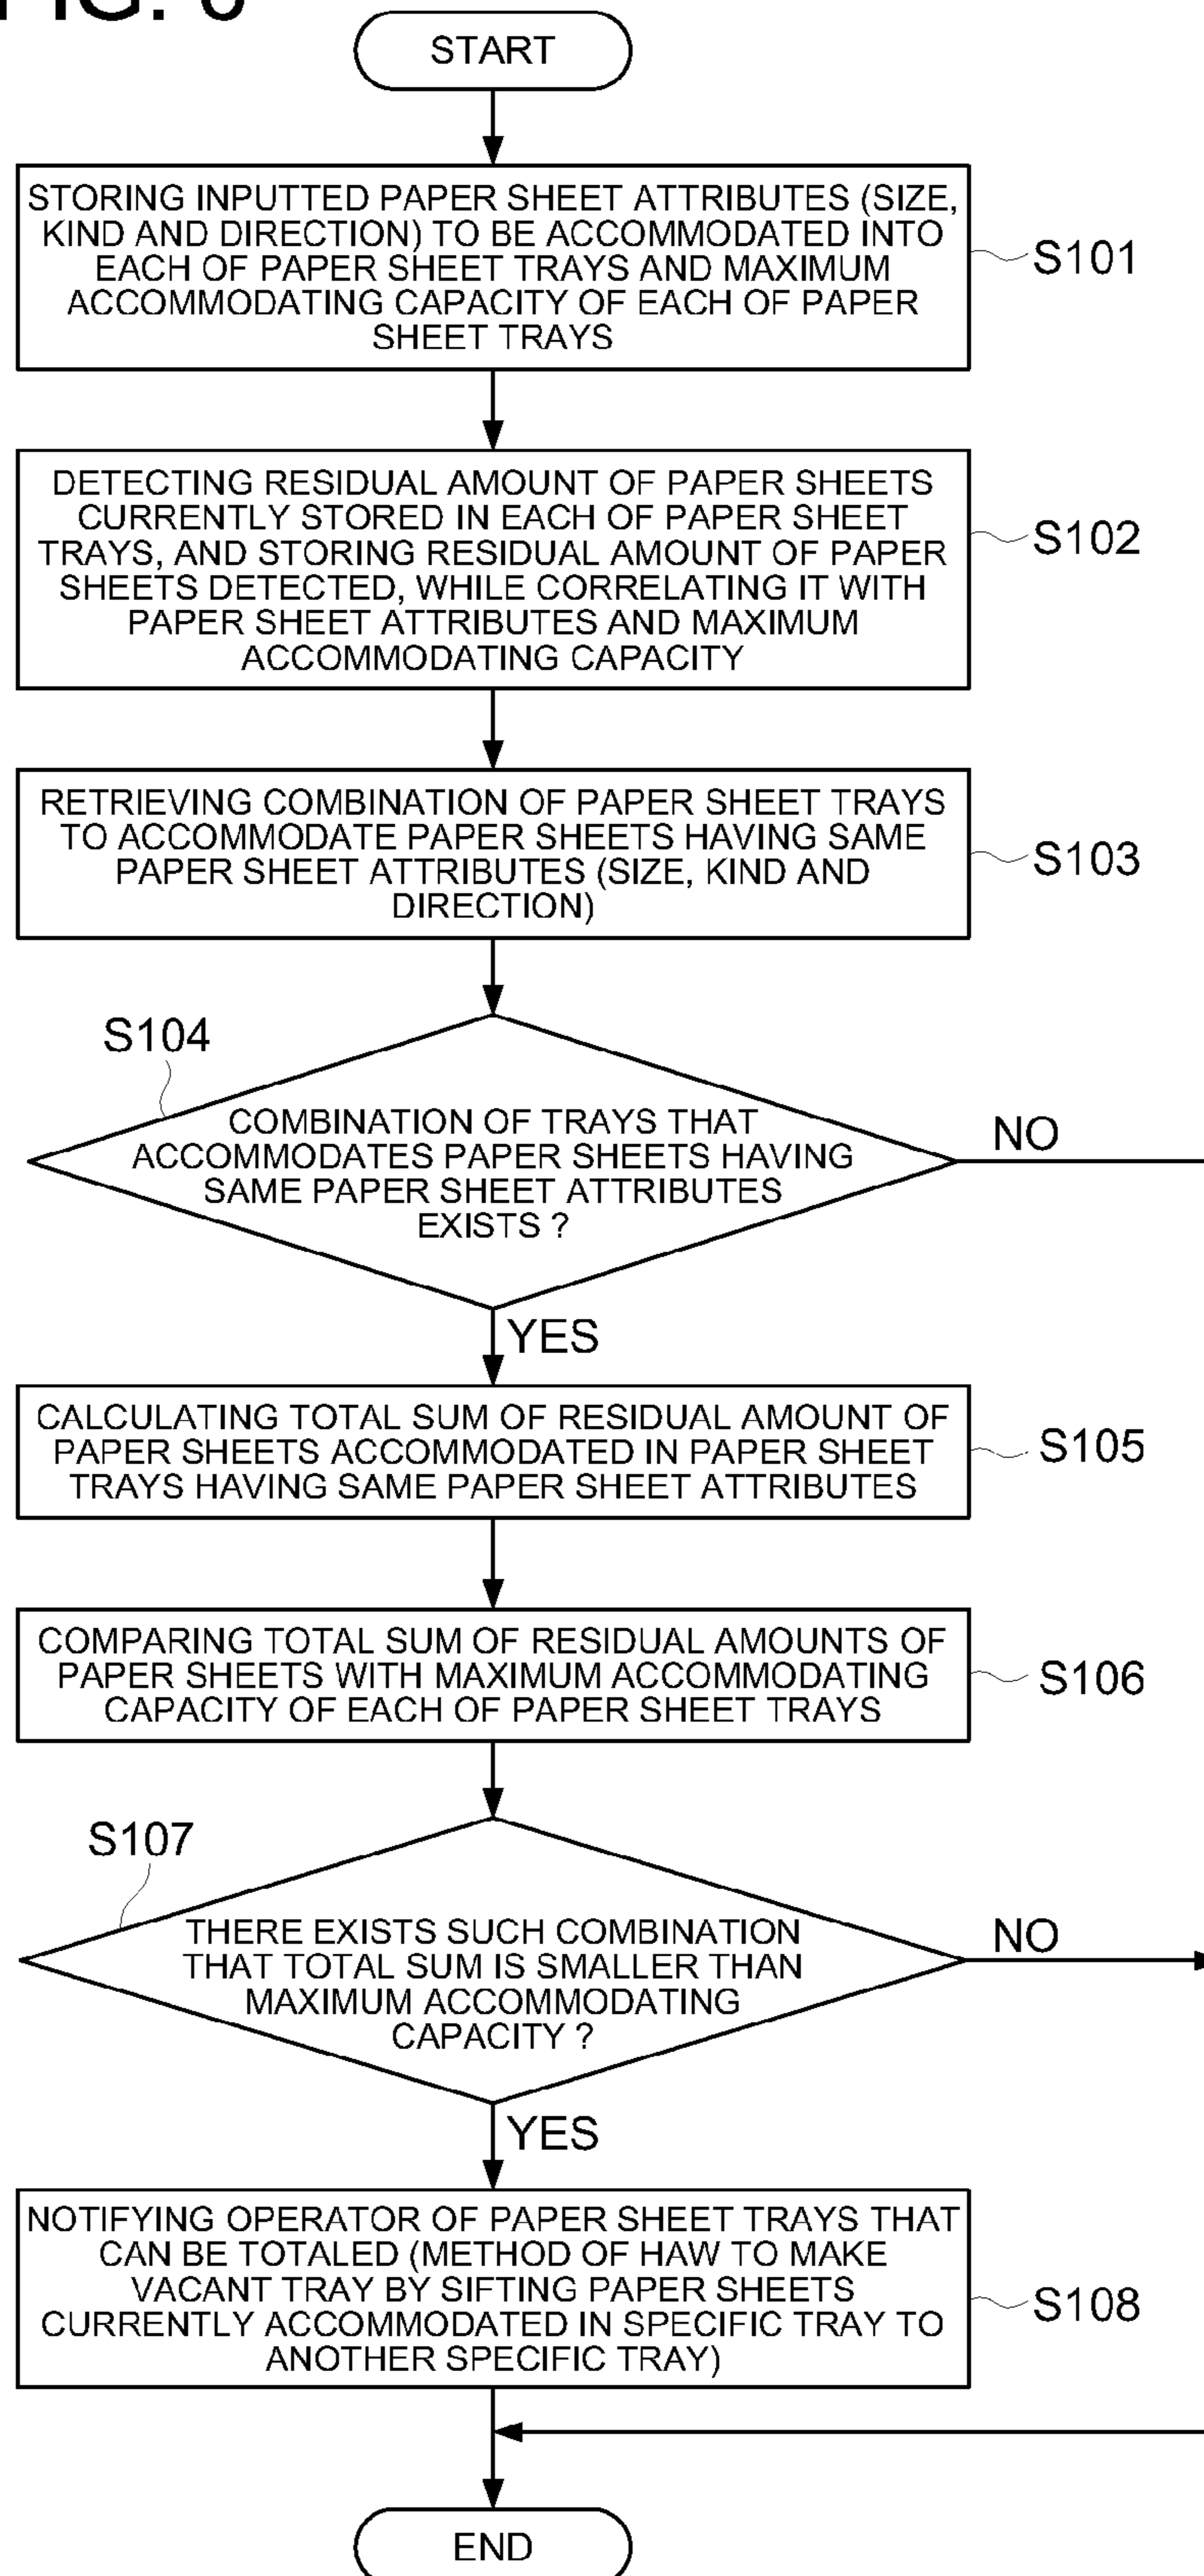 START
STORING INPUTTED PAPER SHEET ATTRIBUTES (SIZE,
KIND AND DIRECTION) TO BE ACCOMMODATED INTO
EACH OF PAPER SHEET TRAYS AND MAXIMUM
ACCOMMODATING CAPACITY OF EACH OF PAPER
SHEET TRAYS
S101
DETECTING RESIDUAL AMOUNT OF PAPER SHEETS
CURRENTLY STORED IN EACH OF PAPER SHEET
TRAYS, AND STORING RESIDUAL AMOUNT OF PAPER
SHEETS DETECTED, WHILE CORRELATING IT WITH
PAPER SHEET ATTRIBUTES AND MAXIMUM
ACCOMMODATING CAPACITY
S102
RETRIEVING COMBINATION OF PAPER SHEET TRAYS
TO ACCOMMODATE PAPER SHEETS HAVING SAME
PAPER SHEET ATTRIBUTES (SIZE, KIND AND
DIRECTION)
S103
S104
COMBINATION OF TRAYS THAT
ACCOMMODATES PAPER SHEETS HAVING
SAME PAPER SHEET ATTRIBUTES
EXISTS ?
NO
YES
CALCULATING TOTAL SUM OF RESIDUAL AMOUNT OF
PAPER SHEETS ACCOMMODATED IN PAPER SHEET
TRAYS HAVING SAME PAPER SHEET ATTRIBUTES
S105
COMPARING TOTAL SUM OF RESIDUAL AMOUNTS OF
PAPER SHEETS WITH MAXIMUM ACCOMMODATING
CAPACITY OF EACH OF PAPER SHEET TRAYS
S106
S107
THERE EXISTS SUCH COMBINATION
THAT TOTAL SUM IS SMALLER THAN
MAXIMUM ACCOMMODATING
CAPACITY ?
NO
YES
NOTIFYING OPERATOR OF PAPER SHEET TRAYS THAT
CAN BE TOTALED (METHOD OF HAW TO MAKE
VACANT TRAY BY SIFTING PAPER SHEETS
CURRENTLY ACCOMMODATED IN SPECIFIC TRAY TO
ANOTHER SPECIFIC TRAY)
S108
END